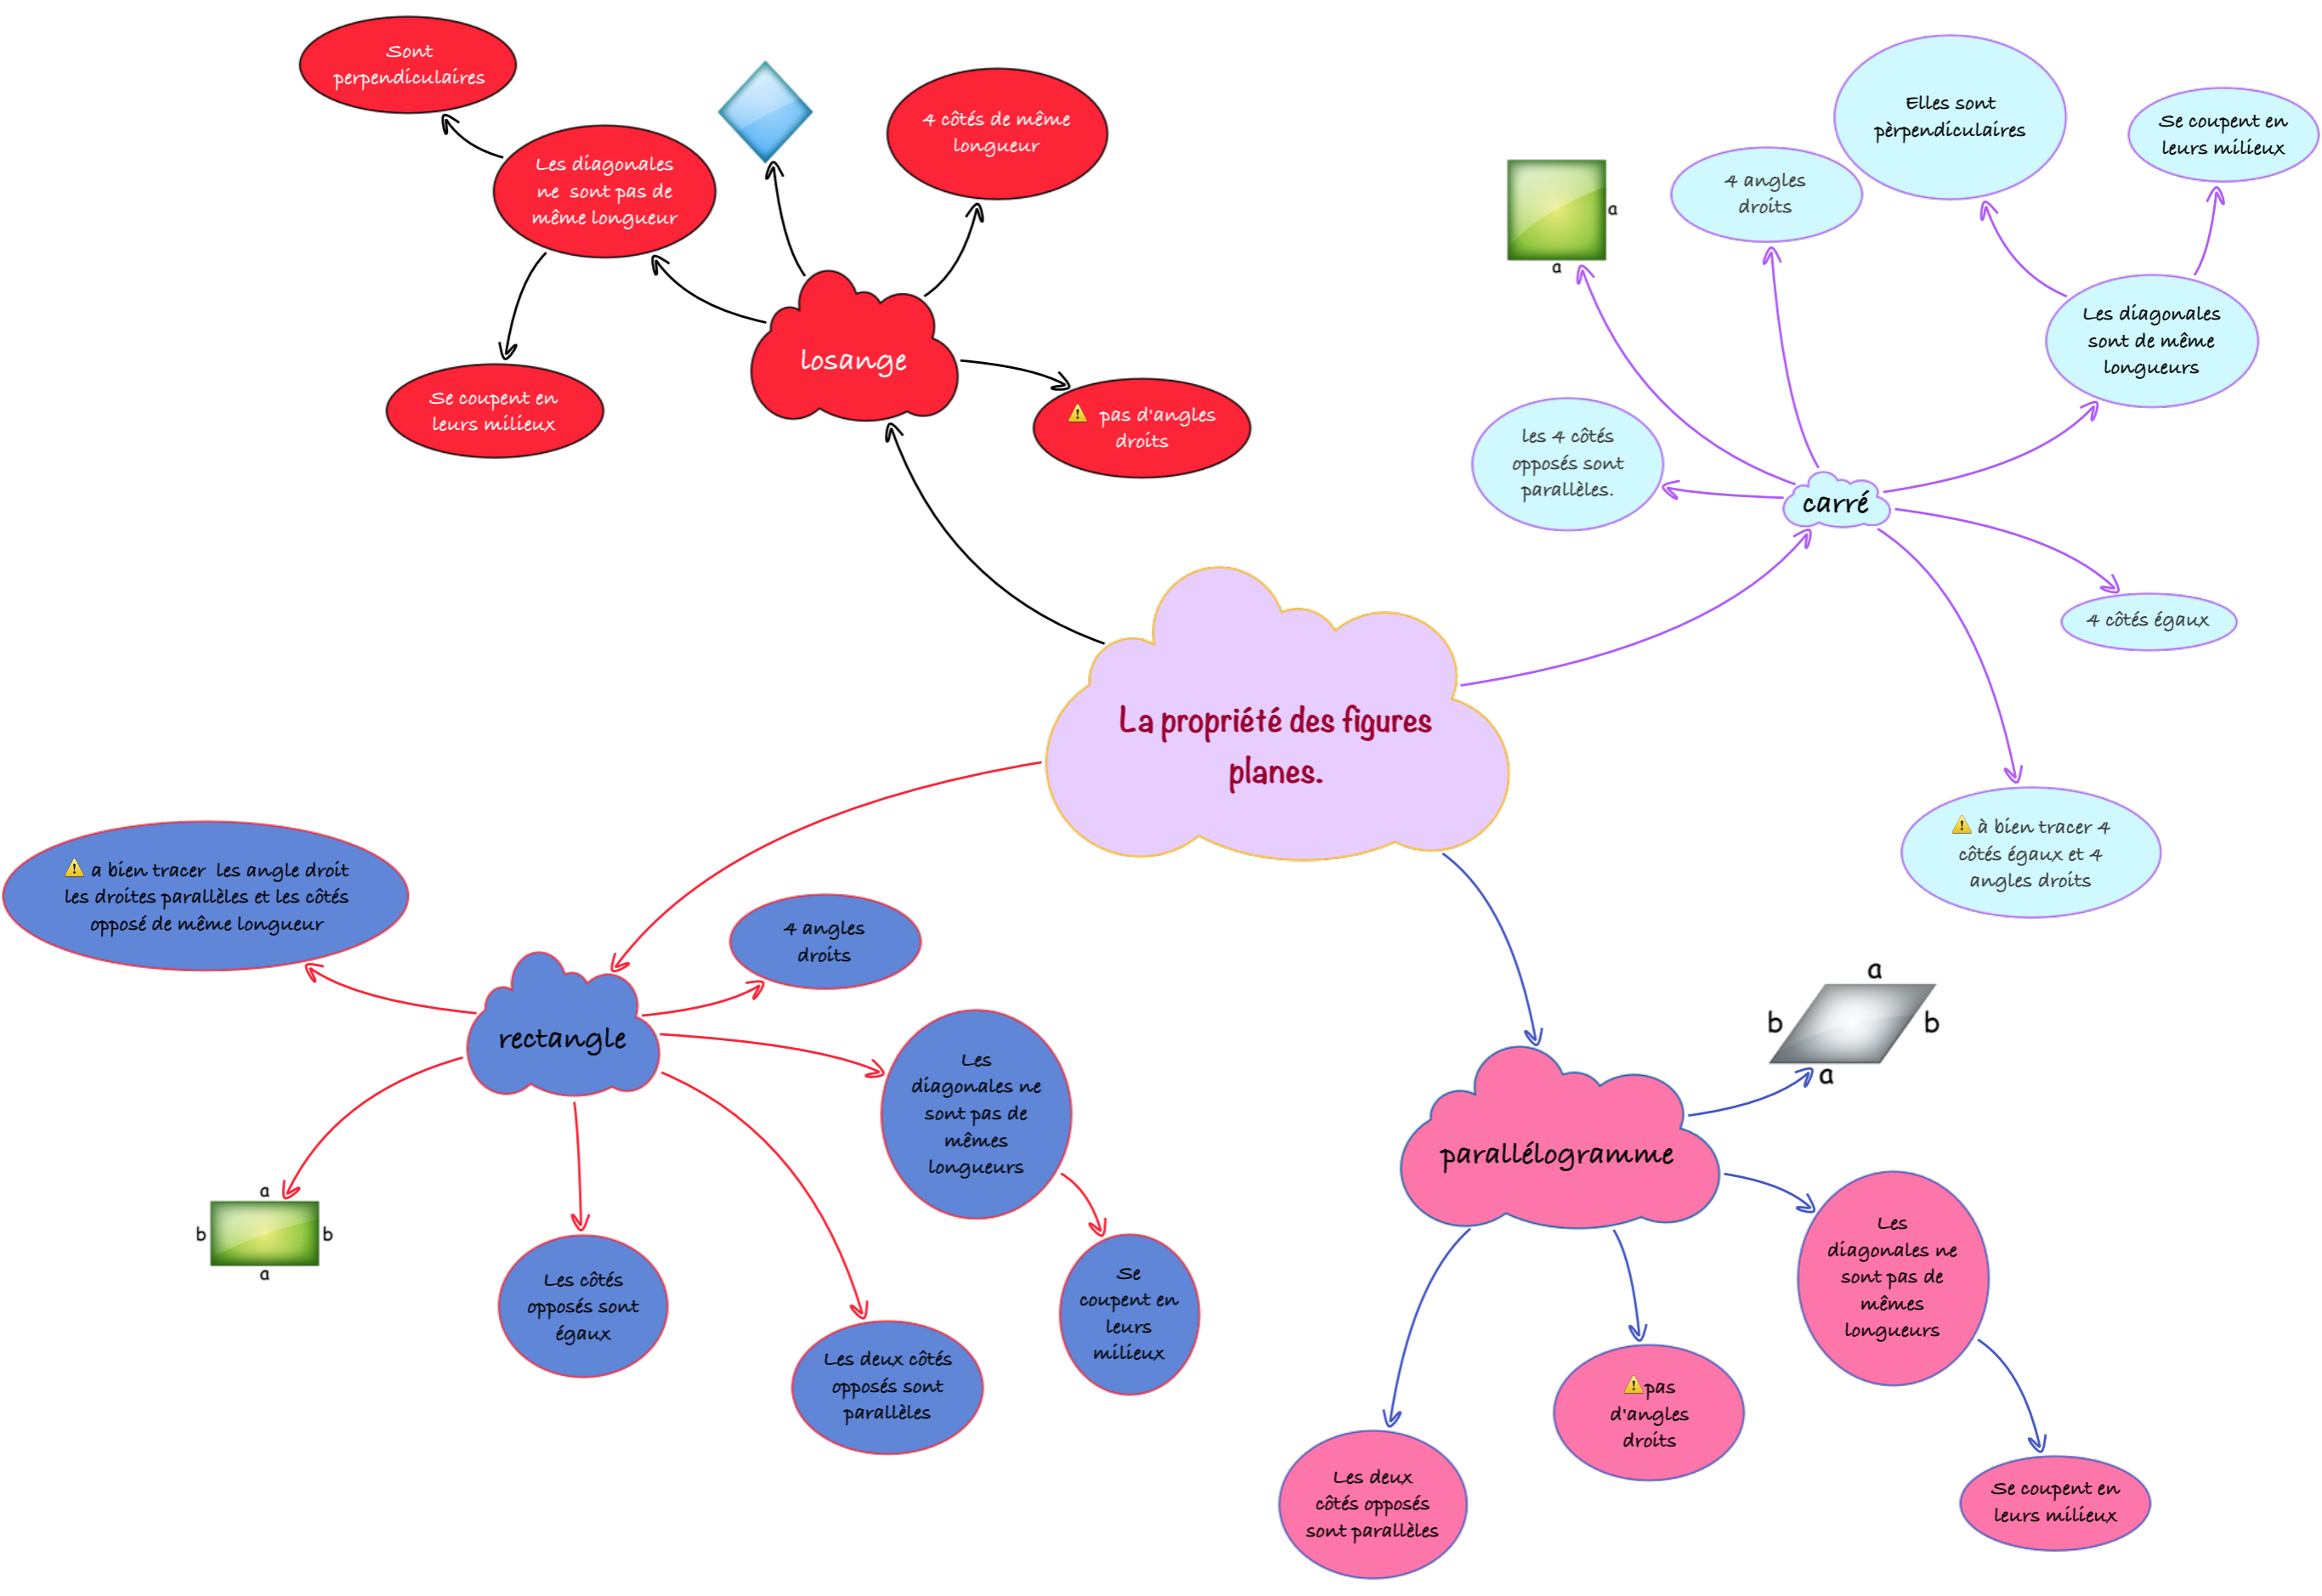 La propriété des figures
planes.
losange
Sont
perpendiculaires
Les diagonales
ne sont pas de
même longueur
Se coupent en
leurs milieux
4 côtés de même
longueur
⚠ pas d'angles
droits
carré
a
a
4 angles
droits
Elles sont
pèrpendiculaires
Se coupent en
leurs milieux
Les diagonales
sont de même
longueurs
les 4 côtés
opposés sont
parallèles.
4 côtés égaux
⚠ à bien tracer 4
côtés égaux et 4
angles droits
rectangle
⚠ a bien tracer les angle droit
les droites parallèles et les côtés
opposé de même longueur
4 angles
droits
Les
diagonales ne
sont pas de
mêmes
longueurs
Se
coupent en
leurs
milieux
a
b b
a
Les côtés
opposés sont
égaux
Les deux côtés
opposés sont
parallèles
parallélogramme
a
b b
a
Les
diagonales ne
sont pas de
mêmes
longueurs
Se coupent en
leurs milieux
⚠pas
d'angles
droits
Les deux
côtés opposés
sont parallèles